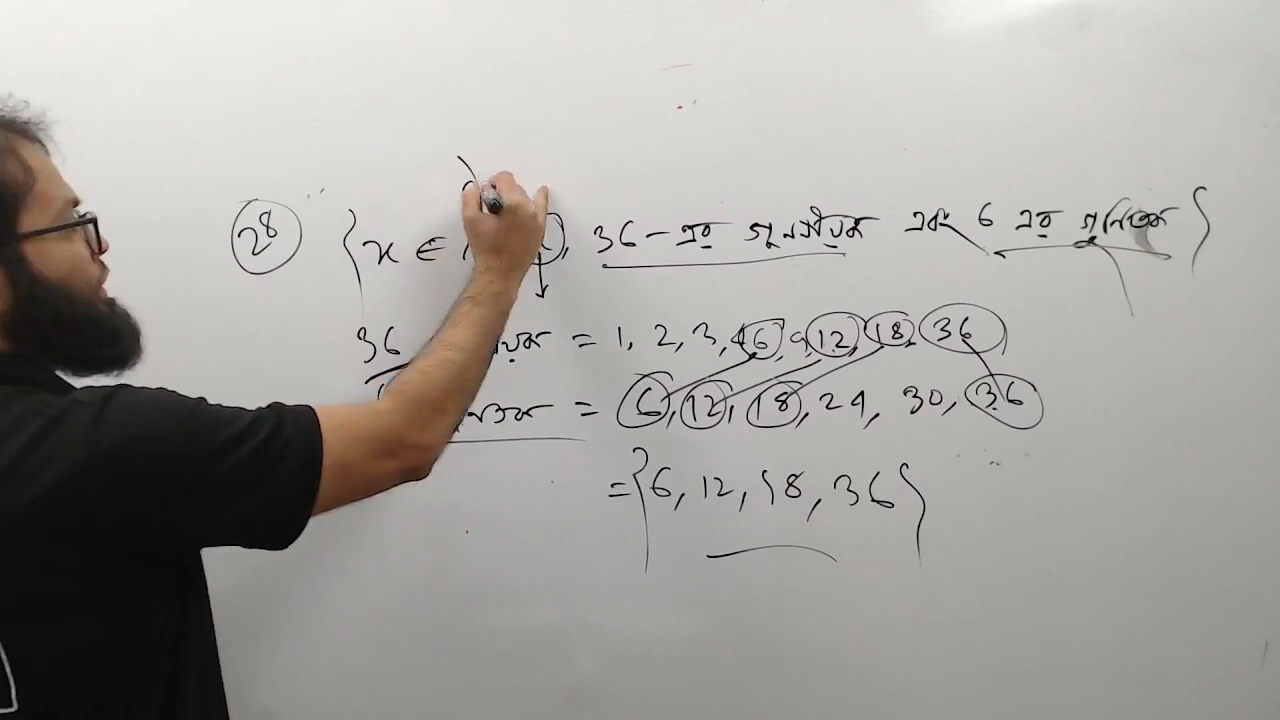 28 { x ∈ , 36-এর গুণনীয়ক এবং 6 এর গুণিতক }
36 = 1, 2, 3, 4, 6, 9, 12, 18, 36
= 6, 12, 18, 24, 30, 36
= { 6, 12, 18, 36 }